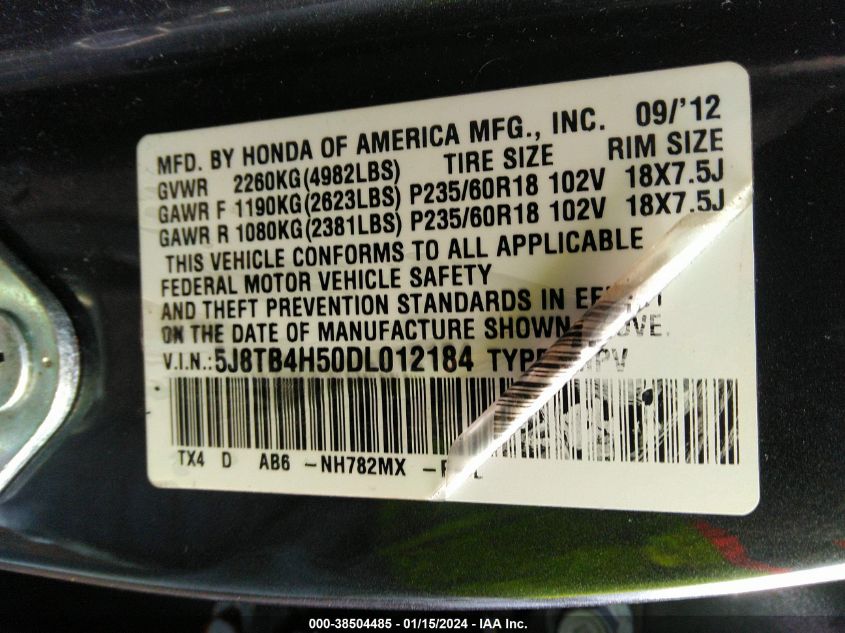 MFD. BY HONDA OF AMERICA MFG., INC. 09/'12
GVWR 2260KG(4982LBS) TIRE SIZE RIM SIZE
GAWR F 1190KG(2623LBS) P235/60R18 102V 18X7.5J
GAWR R 1080KG(2381LBS) P235/60R18 102V 18X7.5J
THIS VEHICLE CONFORMS TO ALL APPLICABLE
FEDERAL MOTOR VEHICLE SAFETY
AND THEFT PREVENTION STANDARDS IN EFFECT
ON THE DATE OF MANUFACTURE SHOWN ABOVE.
V.I.N.: 5J8TB4H50DL012184 TYPE
TX4 D AB6 -NH782MX
000-38504485 - 01/15/2024 - IAA Inc.